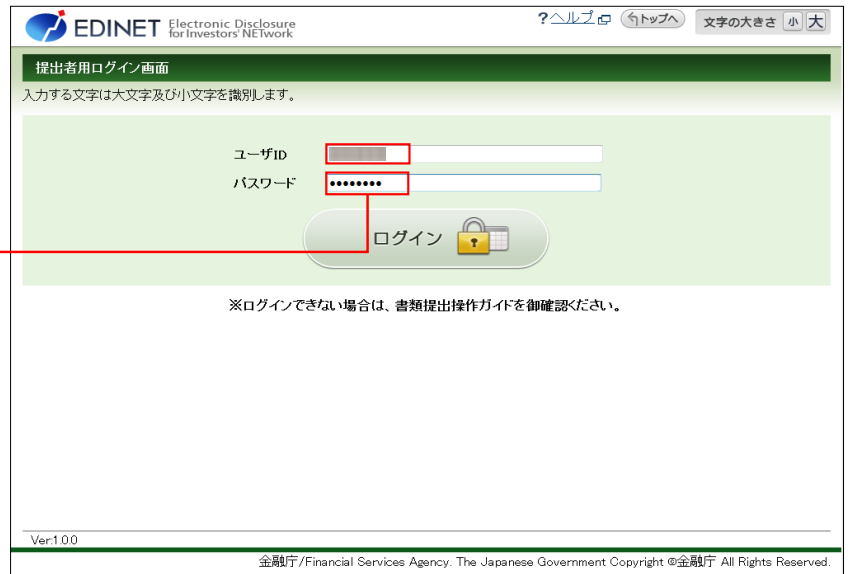 EDINET Electronic Disclosure for Investors' NETwork
?ヘルプ トップへ 文字の大きさ 小 大
提出者用ログイン画面
入力する文字は大文字及び小文字を識別します。
ユーザID
パスワード ••••••••
ログイン
※ログインできない場合は、書類提出操作ガイドを御確認ください。
Ver.1.0.0
金融庁/Financial Services Agency. The Japanese Government Copyright ©金融庁 All Rights Reserved.